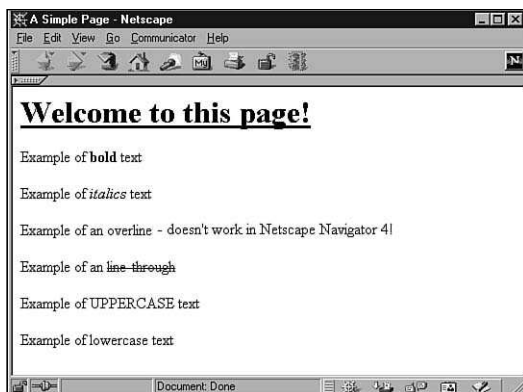 A Simple Page - Netscape
File Edit View Go Communicator Help
My
N
Welcome to this page!
Example of bold text
Example of italics text
Example of an overline - doesn't work in Netscape Navigator 4!
Example of an line-through
Example of UPPERCASE text
Example of lowercase text
Document: Done